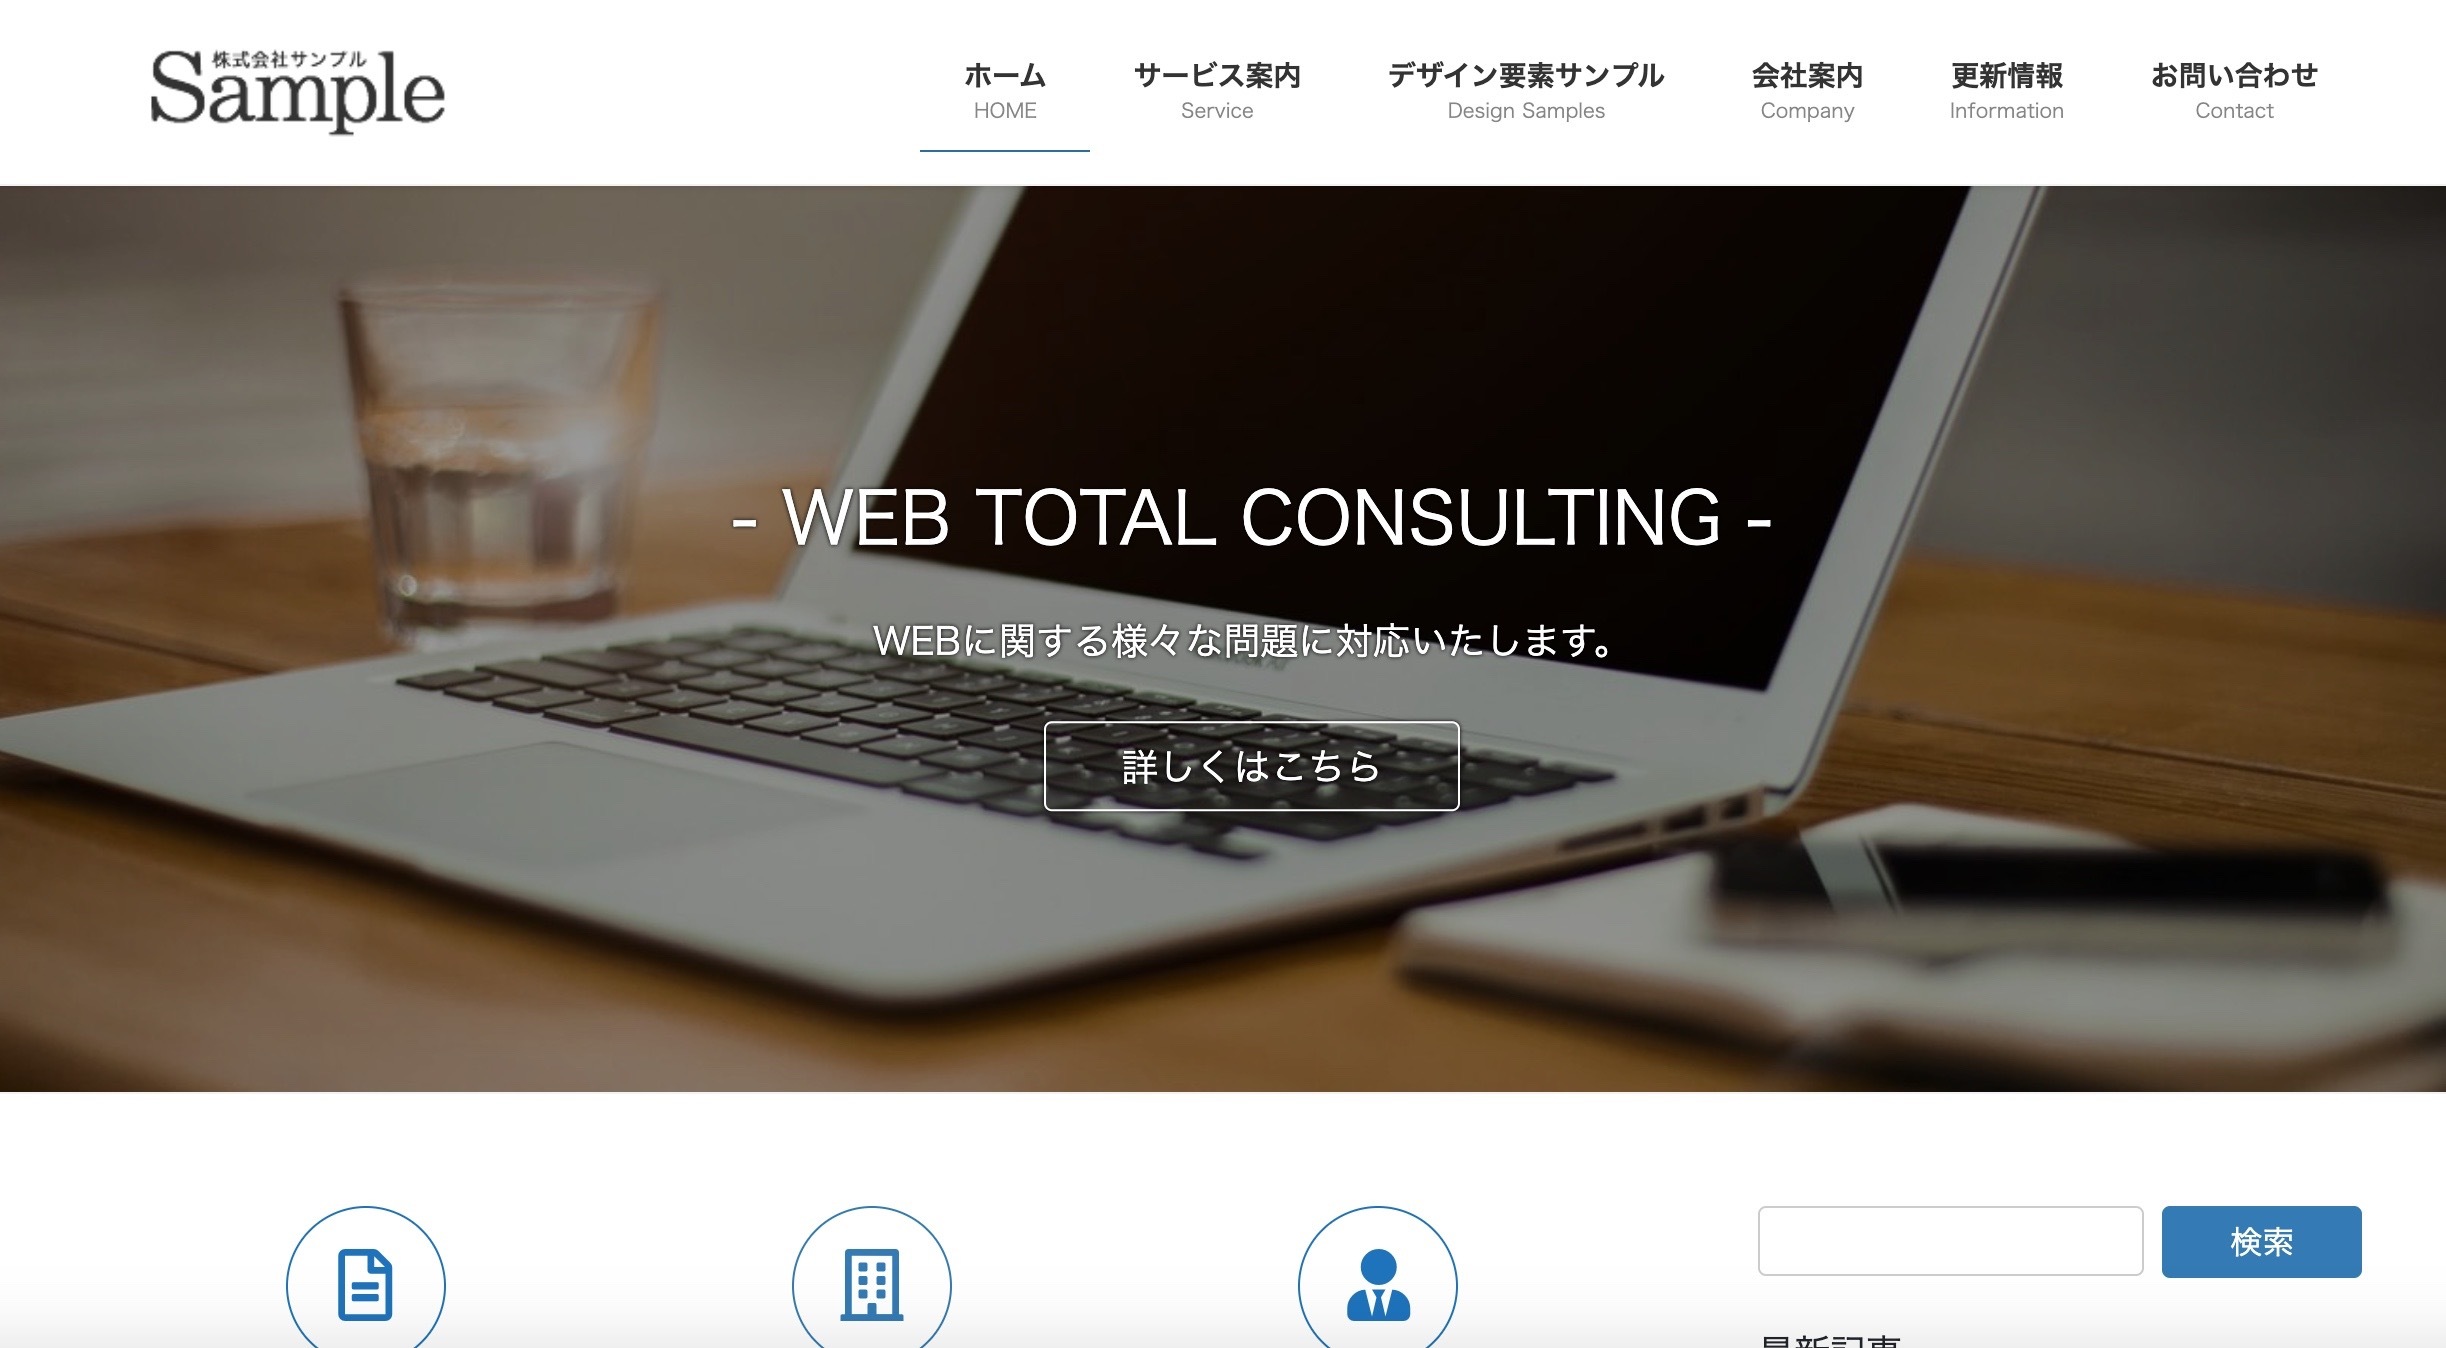 株式会社サンプル
Sample
ホーム
HOME
サービス案内
Service
デザイン要素サンプル
Design Samples
会社案内
Company
更新情報
Information
お問い合わせ
Contact
- WEB TOTAL CONSULTING -
WEBに関する様々な問題に対応いたします。
詳しくはこちら
検索
最新記事